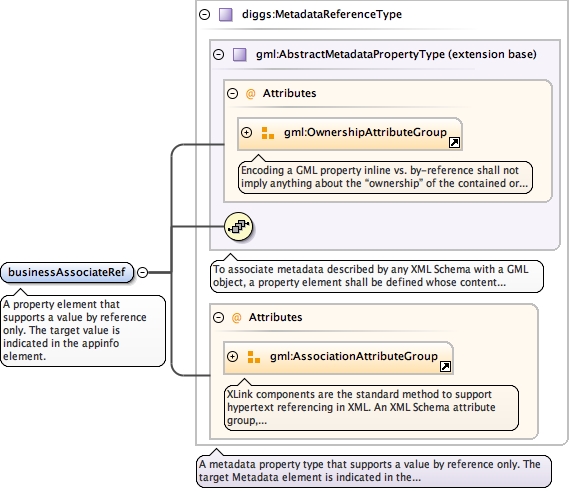 diggs:MetadataReferenceType
gml:AbstractMetadataPropertyType (extension base)
@ Attributes
gml:OwnershipAttributeGroup
Encoding a GML property inline vs. by-reference shall not
imply anything about the “ownership” of the contained or...
businessAssociateRef
A property element that
supports a value by reference
only. The target value is
indicated in the appinfo
element.
To associate metadata described by any XML Schema with a GML
object, a property element shall be defined whose content...
@ Attributes
gml:AssociationAttributeGroup
XLink components are the standard method to support
hypertext referencing in XML. An XML Schema attribute
group,...
A metadata property type that supports a value by reference only. The
target Metadata element is indicated in the...